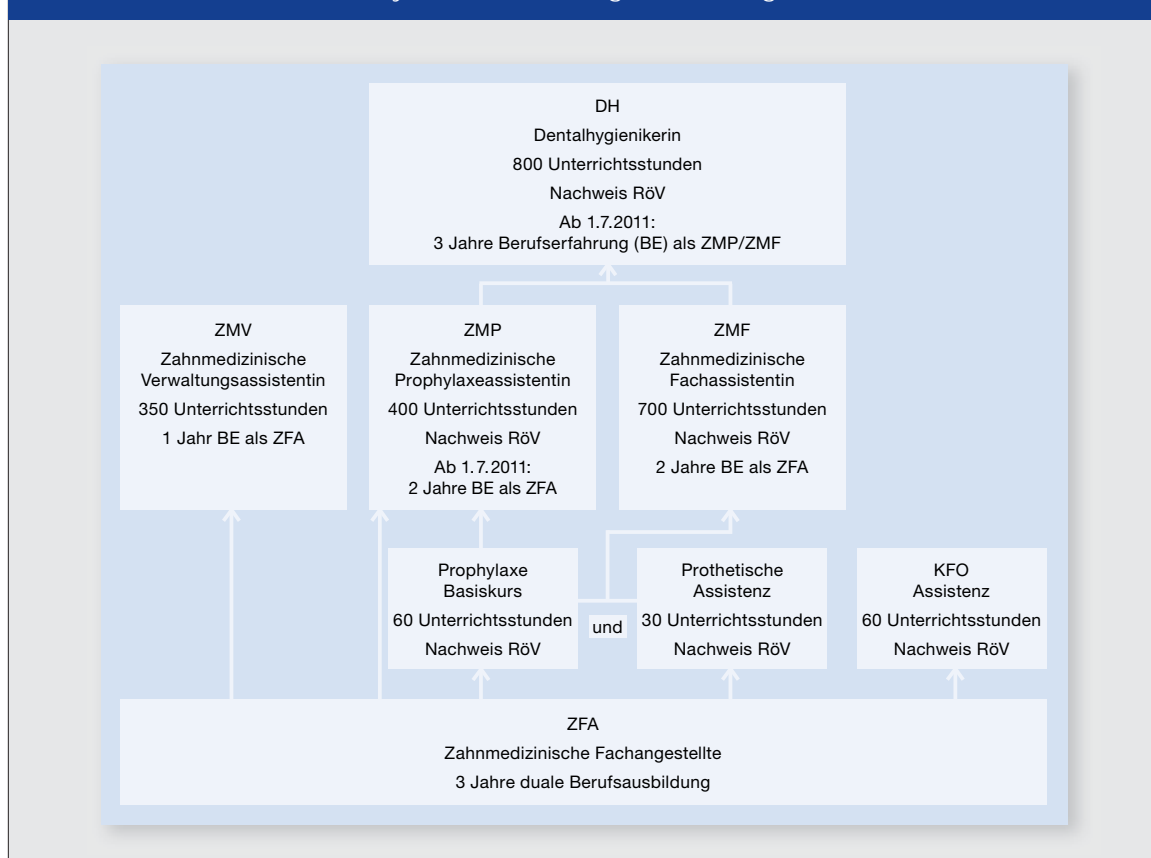 DH
Dentalhygienikerin
800 Unterrichtsstunden
Nachweis RöV
Ab 1.7.2011:
3 Jahre Berufserfahrung (BE) als ZMP/ZMF
ZMV
Zahnmedizinische
Verwaltungsassistentin
350 Unterrichtsstunden
1 Jahr BE als ZFA
ZMP
Zahnmedizinische
Prophylaxeassistentin
400 Unterrichtsstunden
Nachweis RöV
Ab 1.7.2011:
2 Jahre BE als ZFA
ZMF
Zahnmedizinische
Fachassistentin
700 Unterrichtsstunden
Nachweis RöV
2 Jahre BE als ZFA
Prophylaxe
Basiskurs
60 Unterrichtsstunden
Nachweis RöV
und
Prothetische
Assistenz
30 Unterrichtsstunden
Nachweis RöV
KFO
Assistenz
60 Unterrichtsstunden
Nachweis RöV
ZFA
Zahnmedizinische Fachangestellte
3 Jahre duale Berufsausbildung